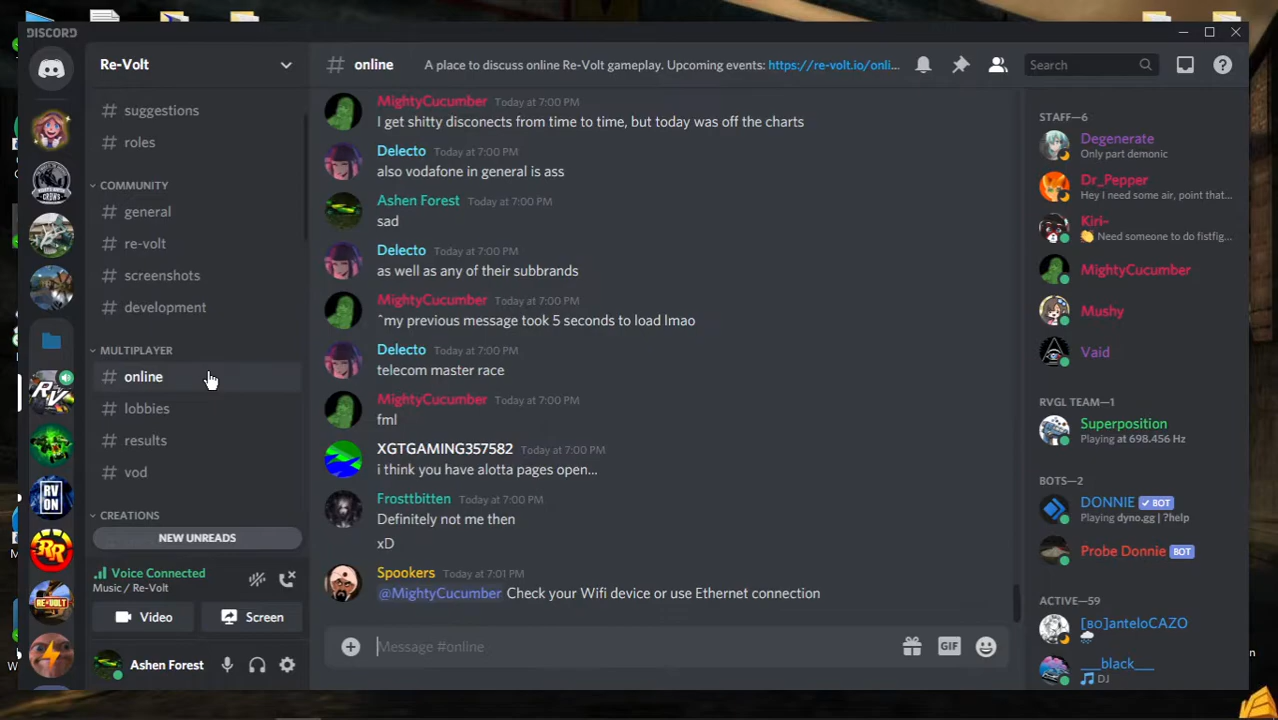 DISCORD
Re-Volt
suggestions
roles
COMMUNITY
general
re-volt
screenshots
development
MULTIPLAYER
online
lobbies
results
vod
CREATIONS
NEW UNREADS
Voice Connected
Music / Re-Volt
Video
Screen
Ashen Forest
# online
A place to discuss online Re-Volt gameplay. Upcoming events: https://re-volt.io/onli...
Search
MightyCucumber Today at 7:00 PM
I get shitty disconects from time to time, but today was off the charts
Delecto Today at 7:00 PM
also vodafone in general is ass
Ashen Forest Today at 7:00 PM
sad
Delecto Today at 7:00 PM
as well as any of their subbrands
MightyCucumber Today at 7:00 PM
^my previous message took 5 seconds to load lmao
Delecto Today at 7:00 PM
telecom master race
MightyCucumber Today at 7:00 PM
fml
XGTGAMING357582 Today at 7:00 PM
i think you have alotta pages open...
Frosttbitten Today at 7:00 PM
Definitely not me then
xD
Spookers Today at 7:01 PM
@MightyCucumber Check your Wifi device or use Ethernet connection
Message #online
GIF
STAFF—6
Degenerate
Only part demonic
Dr_Pepper
Hey I need some air, point that...
Kiri-
👏 Need someone to do fistfig...
MightyCucumber
Mushy
Vaid
RVGL TEAM—1
Superposition
Playing at 698.456 Hz
BOTS—2
DONNIE ✓ BOT
Playing dyno.gg | ?help
Probe Donnie BOT
ACTIVE—59
[BO]anteloCAZO
___black__
DJ
RV
RV
ON
RR
RE-VOLT